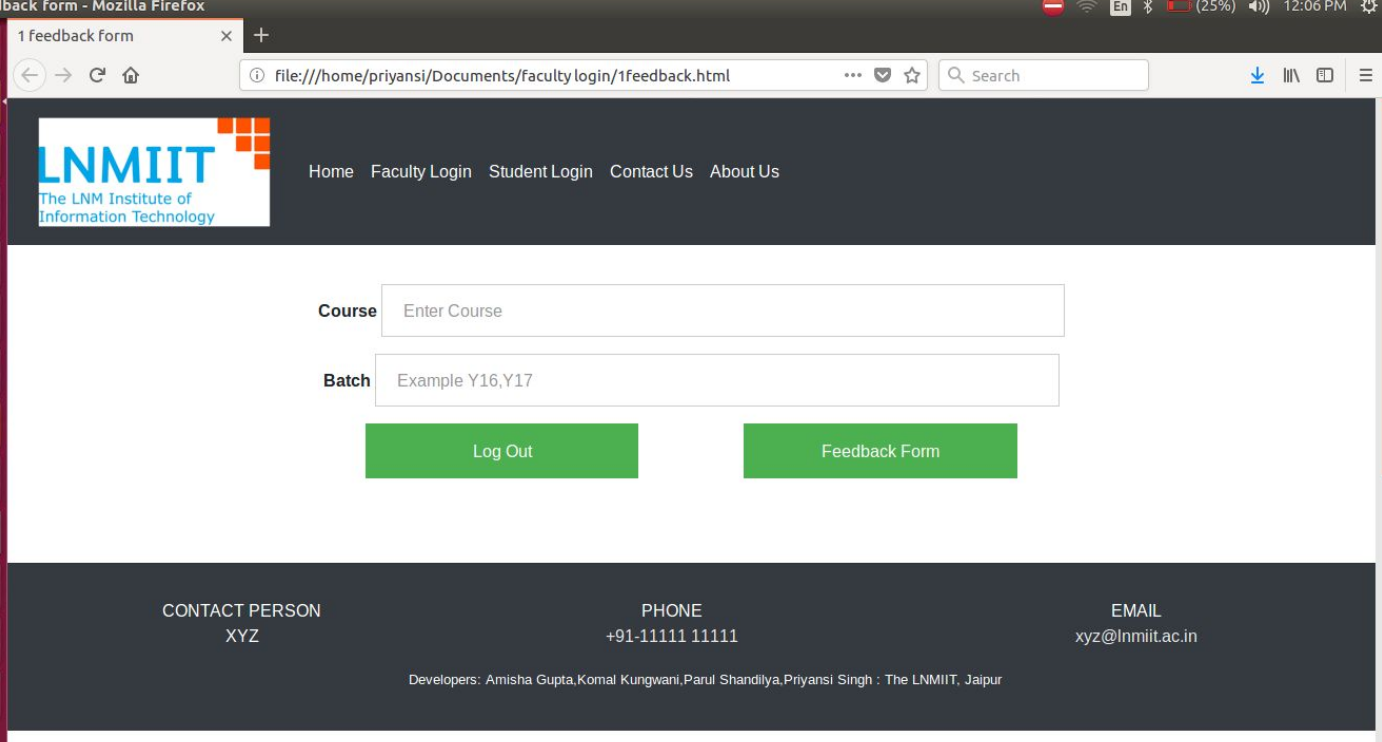 back form - Mozilla Firefox
En (25%) 12:06 PM
1 feedback form
file:///home/priyansi/Documents/faculty login/1feedback.html
Search
LNMIIT
The LNM Institute of
Information Technology
Home Faculty Login Student Login Contact Us About Us
Course Enter Course
Batch Example Y16,Y17
Log Out Feedback Form
CONTACT PERSON PHONE EMAIL
XYZ +91-11111 11111 xyz@lnmiit.ac.in
Developers: Amisha Gupta,Komal Kungwani,Parul Shandilya,Priyansi Singh : The LNMIIT, Jaipur